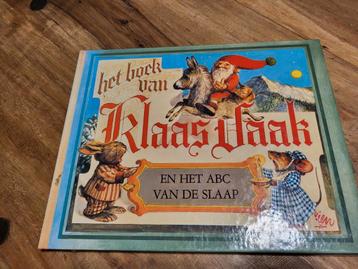 het boek
van
Klaas Vaak
EN HET ABC
VAN DE SLAAP